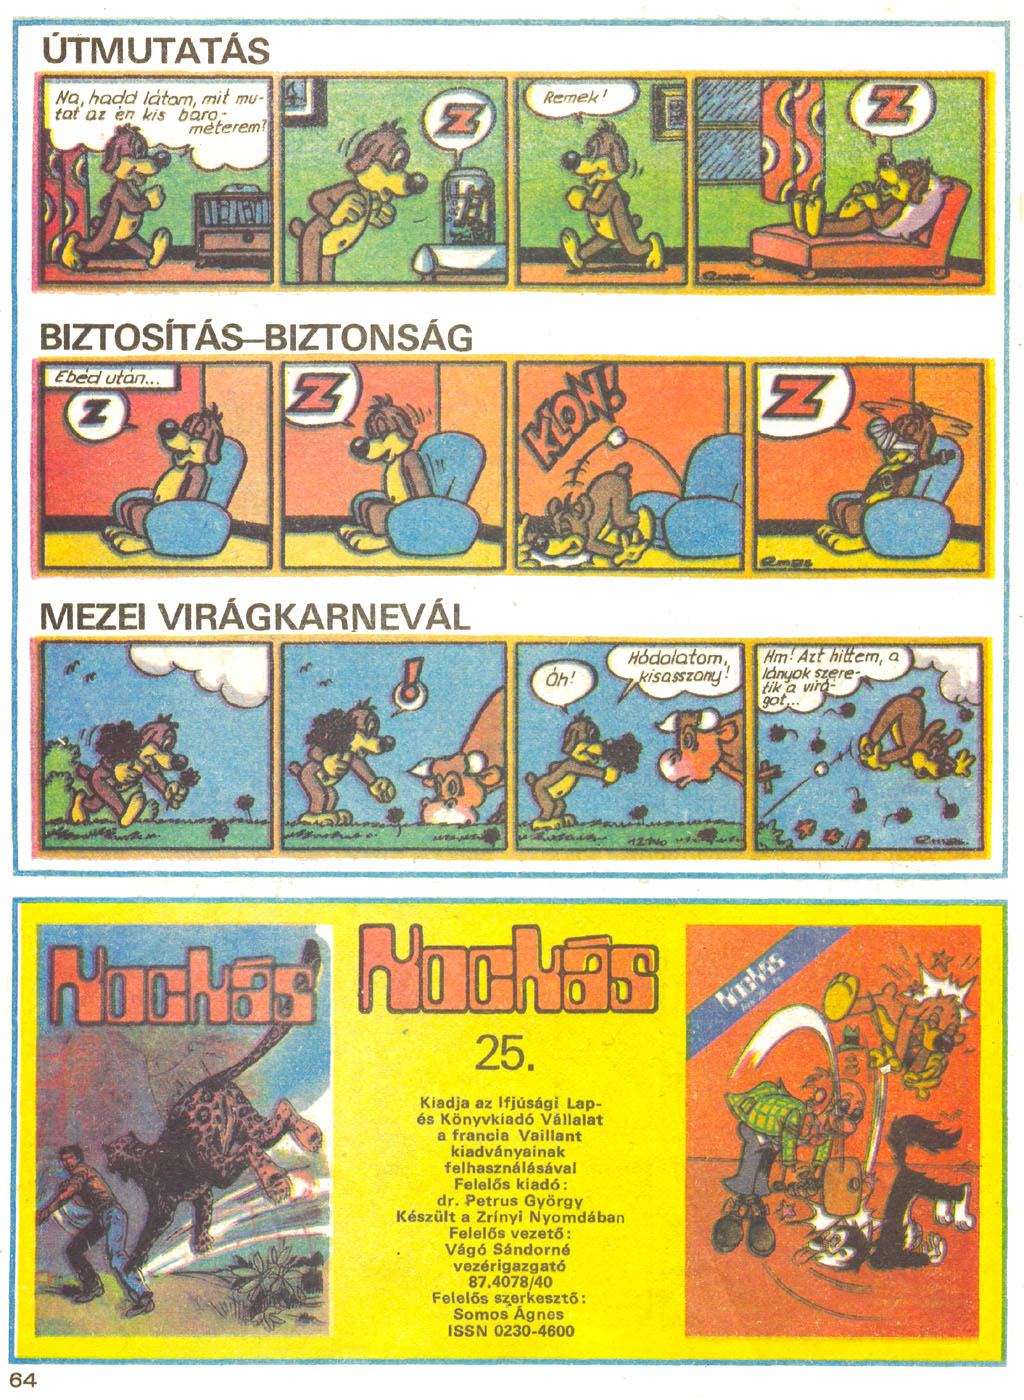 ÚTMUTATÁS
Na, hadd látom, mit mu-
tat az én kis baro-
méterem?
Z
Remek!
Z
BIZTOSÍTÁS–BIZTONSÁG
Ebéd után...
Z
Z
KLON!
Z
MEZEI VIRÁGKARNEVÁL
!
Áh!
Hódolatom,
kisasszony!
Hm! Azt hittem, a
lányok szere-
tik a virá-
got...
KOCKÁS
KOCKÁS
25.
Kiadja az Ifjúsági Lap-
és Könyvkiadó Vállalat
a francia Vaillant
kiadványainak
felhasználásával
Felelős kiadó:
dr. Petrus György
Készült a Zrínyi Nyomdában
Felelős vezető:
Vágó Sándorné
vezérigazgató
87.4078/40
Felelős szerkesztő:
Somos Ágnes
ISSN 0230-4600
Kockás
64